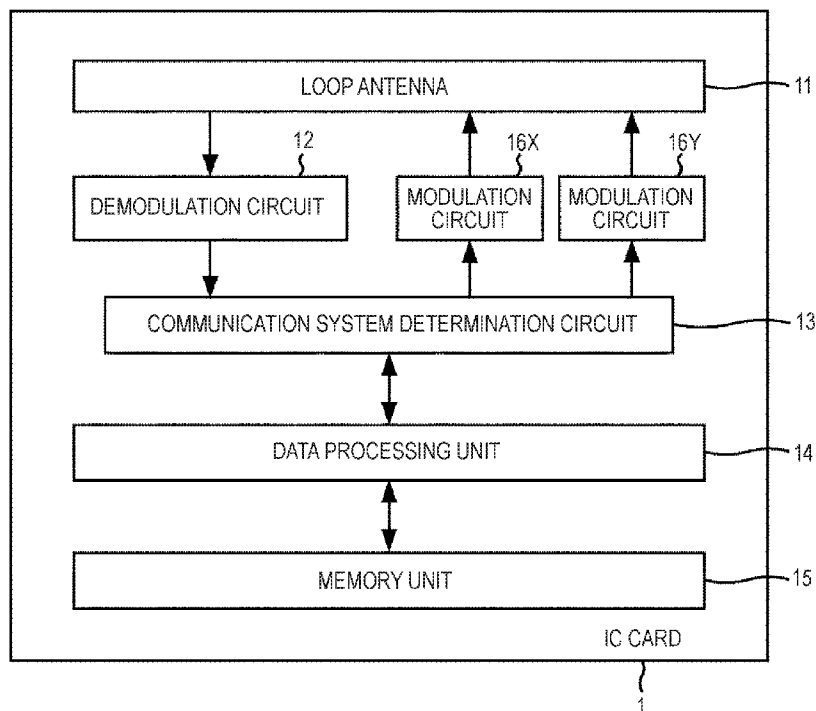 LOOP ANTENNA
11
12
16X
16Y
DEMODULATION CIRCUIT
MODULATION
CIRCUIT
MODULATION
CIRCUIT
COMMUNICATION SYSTEM DETERMINATION CIRCUIT
13
DATA PROCESSING UNIT
14
MEMORY UNIT
15
IC CARD
1